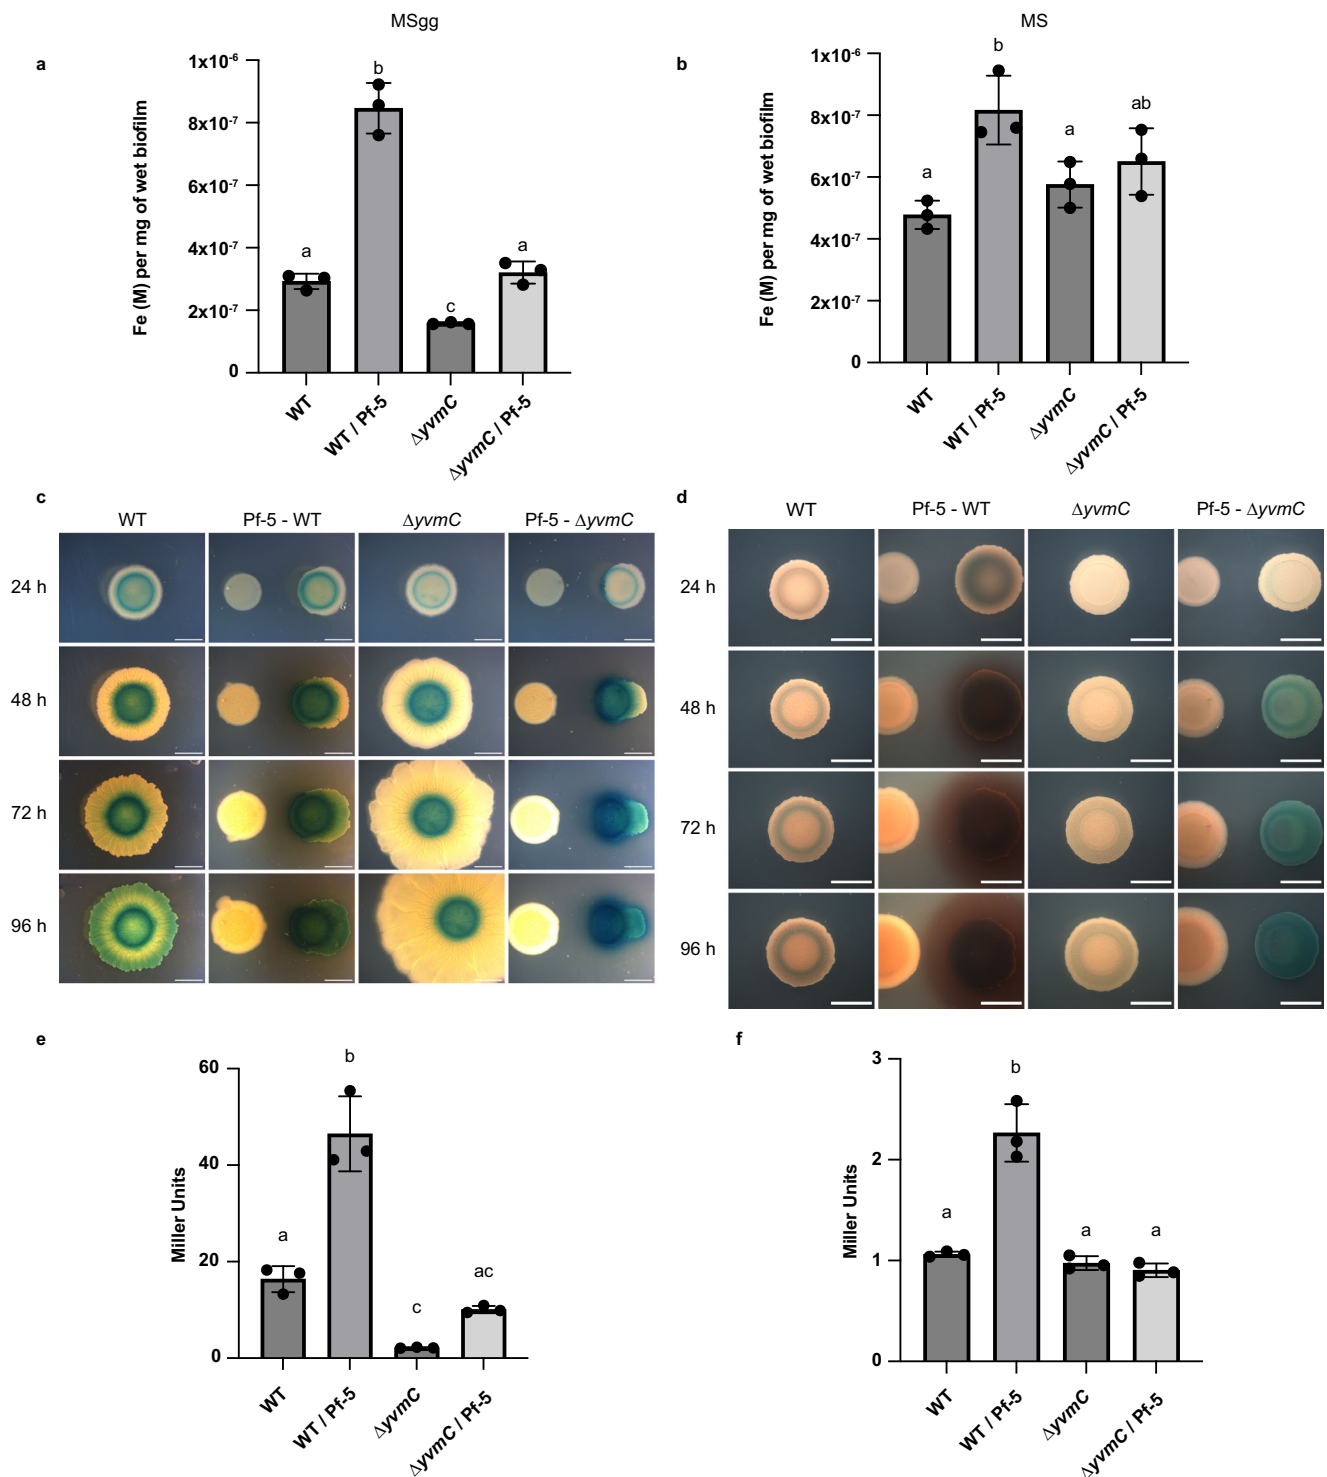 MSgg
MS
a
b
Fe (M) per mg of wet biofilm
1x10⁻⁶
8x10⁻⁷
6x10⁻⁷
4x10⁻⁷
2x10⁻⁷
0
a
b
c
a
WT
WT / Pf-5
ΔyvmC
ΔyvmC / Pf-5
Fe (M) per mg of wet biofilm
1x10⁻⁶
8x10⁻⁷
6x10⁻⁷
4x10⁻⁷
2x10⁻⁷
0
a
b
a
ab
WT
WT / Pf-5
ΔyvmC
ΔyvmC / Pf-5
c
WT
Pf-5 - WT
ΔyvmC
Pf-5 - ΔyvmC
24 h
48 h
72 h
96 h
d
WT
Pf-5 - WT
ΔyvmC
Pf-5 - ΔyvmC
24 h
48 h
72 h
96 h
e
Miller Units
60
40
20
0
a
b
c
ac
WT
WT / Pf-5
ΔyvmC
ΔyvmC / Pf-5
f
Miller Units
3
2
1
0
a
b
a
a
WT
WT / Pf-5
ΔyvmC
ΔyvmC / Pf-5